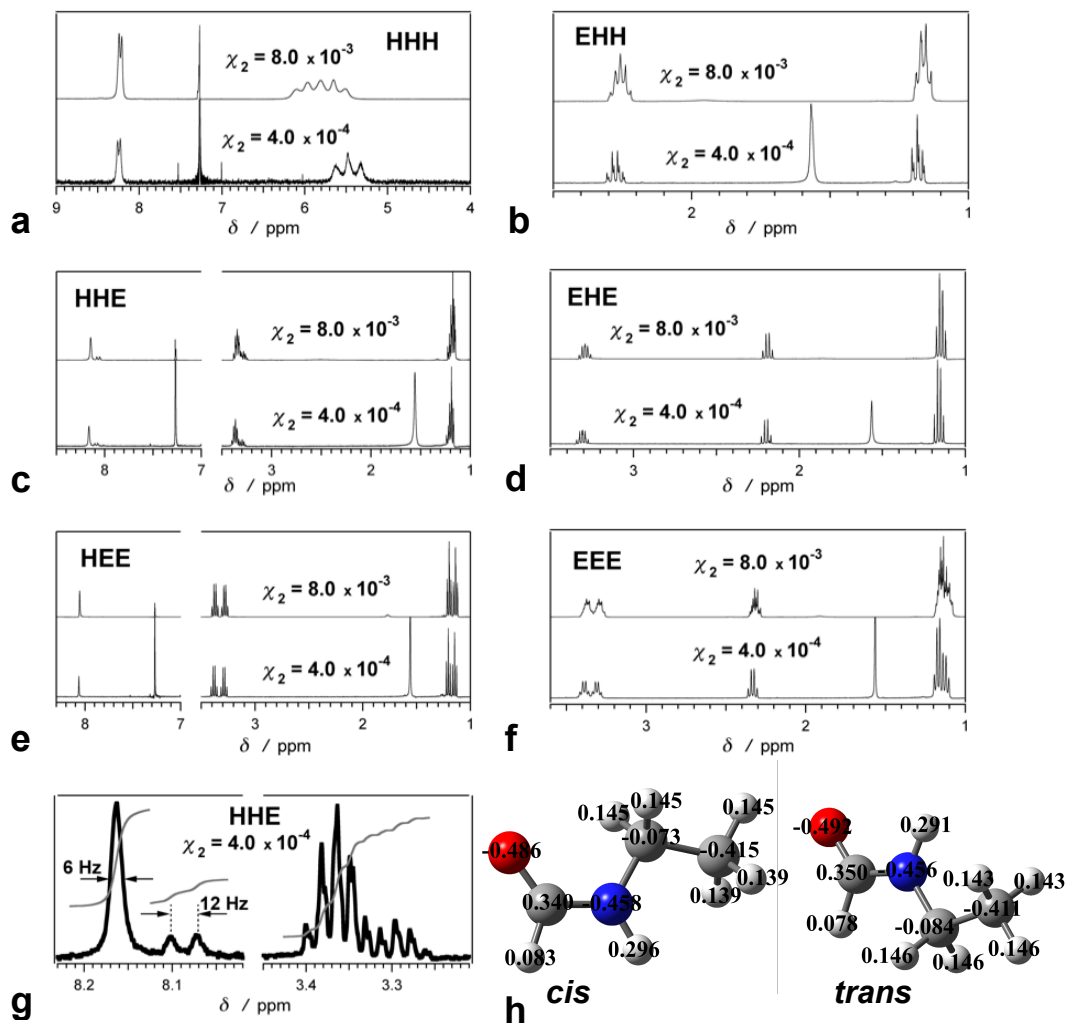 HHH
χ₂ = 8.0 x 10⁻³
χ₂ = 4.0 x 10⁻⁴
9 8 7 6 5 4
a
δ / ppm
EHH
χ₂ = 8.0 x 10⁻³
χ₂ = 4.0 x 10⁻⁴
2 1
b
δ / ppm
HHE
χ₂ = 8.0 x 10⁻³
χ₂ = 4.0 x 10⁻⁴
8 7 3 2 1
c
δ / ppm
EHE
χ₂ = 8.0 x 10⁻³
χ₂ = 4.0 x 10⁻⁴
3 2 1
d
δ / ppm
HEE
χ₂ = 8.0 x 10⁻³
χ₂ = 4.0 x 10⁻⁴
8 7 3 2 1
e
δ / ppm
EEE
χ₂ = 8.0 x 10⁻³
χ₂ = 4.0 x 10⁻⁴
3 2 1
f
δ / ppm
HHE
χ₂ = 4.0 x 10⁻⁴
6 Hz
12 Hz
8.2 8.1 3.4 3.3
g
δ / ppm
0.145 0.145 0.145
-0.073
-0.415
-0.486
0.139
0.139
0.340 -0.458
0.083 0.296
cis
h
-0.492 0.291
0.350 -0.456
0.143 0.143
-0.411
0.078 -0.084
0.146 0.146 0.146
trans